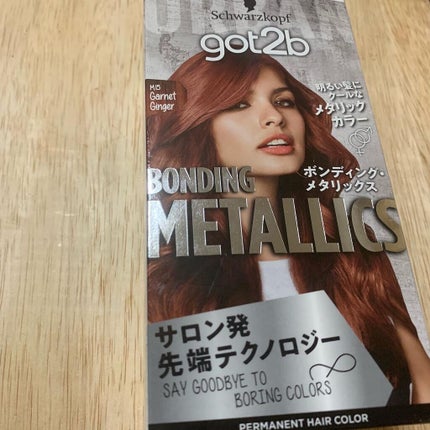 Schwarzkopf
got2b
M15
Garnet
Ginger
明るい髪に
クールな
メタリック
カラー
BONDING
ボンディング・
メタリックス
METALLICS
サロン発
先端テクノロジー
SAY GOODBYE TO
BORING COLORS
PERMANENT HAIR COLOR